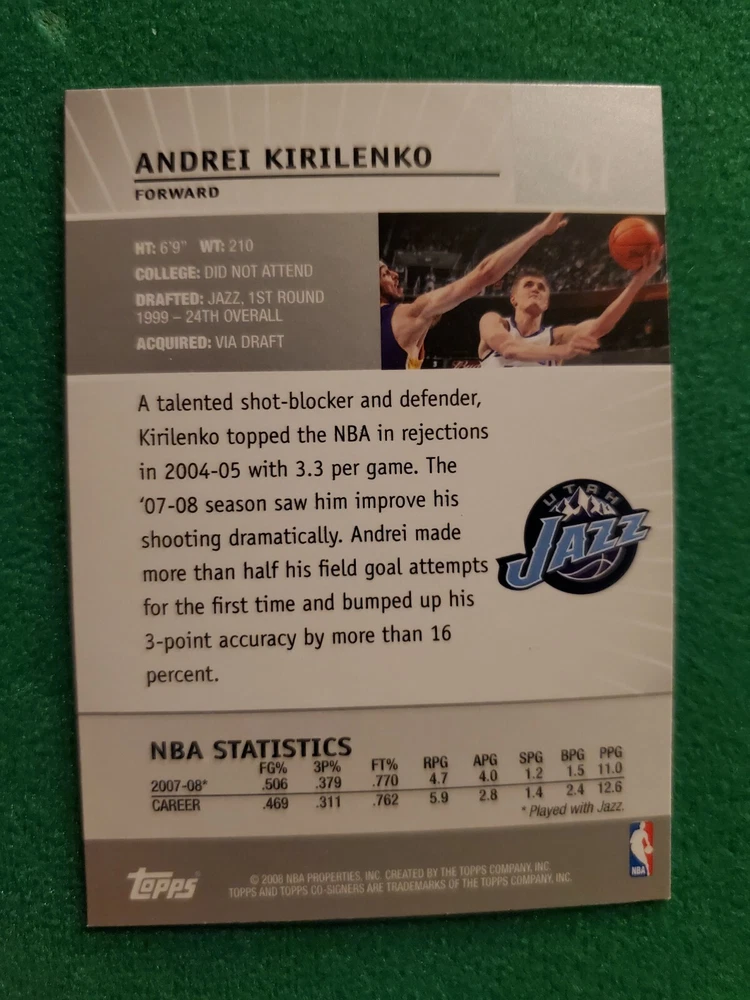 47
ANDREI KIRILENKO
FORWARD
HT: 6'9" WT: 210
COLLEGE: DID NOT ATTEND
DRAFTED: JAZZ, 1ST ROUND
1999 – 24TH OVERALL
ACQUIRED: VIA DRAFT
A talented shot-blocker and defender,
Kirilenko topped the NBA in rejections
in 2004-05 with 3.3 per game. The
'07-08 season saw him improve his
shooting dramatically. Andrei made
more than half his field goal attempts
for the first time and bumped up his
3-point accuracy by more than 16
percent.
UTAH
JAZZ
NBA STATISTICS
FG% 3P% FT% RPG APG SPG BPG PPG
2007-08* .506 .379 .770 4.7 4.0 1.2 1.5 11.0
CAREER .469 .311 .762 5.9 2.8 1.4 2.4 12.6
* Played with Jazz.
topps
© 2008 NBA PROPERTIES, INC. CREATED BY THE TOPPS COMPANY, INC.
TOPPS AND TOPPS CO-SIGNERS ARE TRADEMARKS OF THE TOPPS COMPANY, INC.
NBA